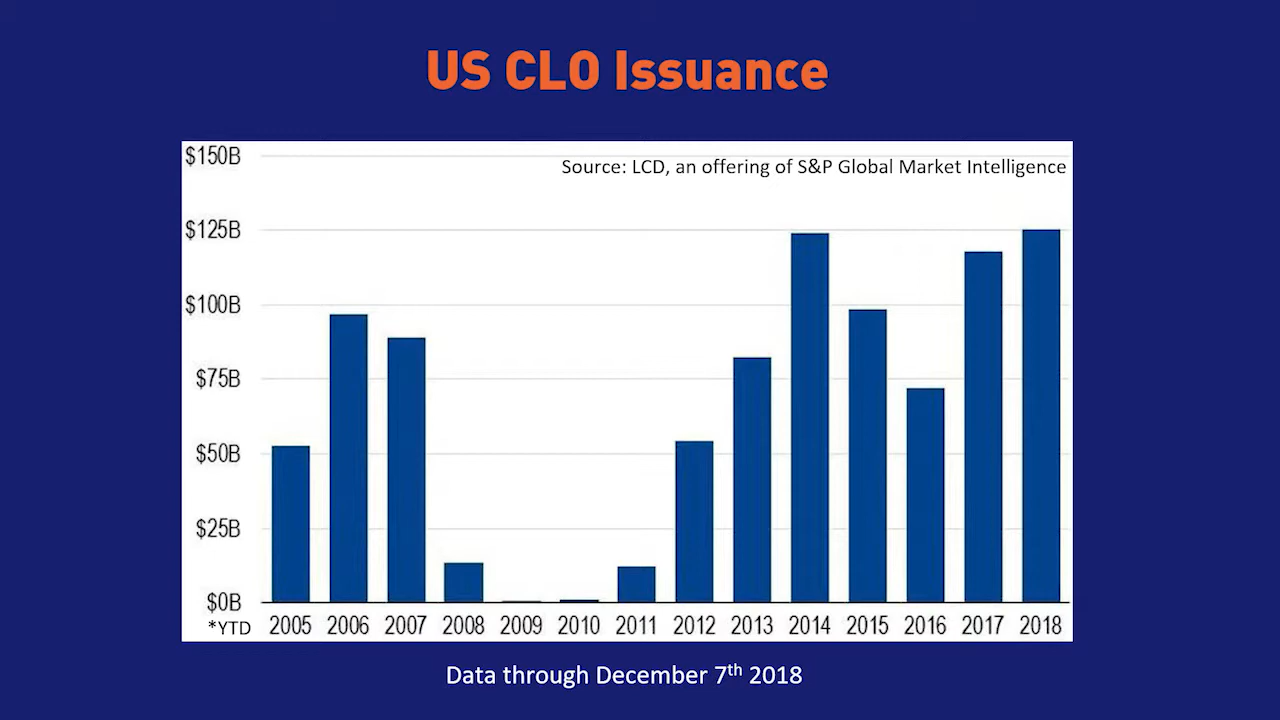 US CLO Issuance
$150B
Source: LCD, an offering of S&P Global Market Intelligence
$125B
$100B
$75B
$50B
$25B
$0B
*YTD 2005 2006 2007 2008 2009 2010 2011 2012 2013 2014 2015 2016 2017 2018
Data through December 7th 2018